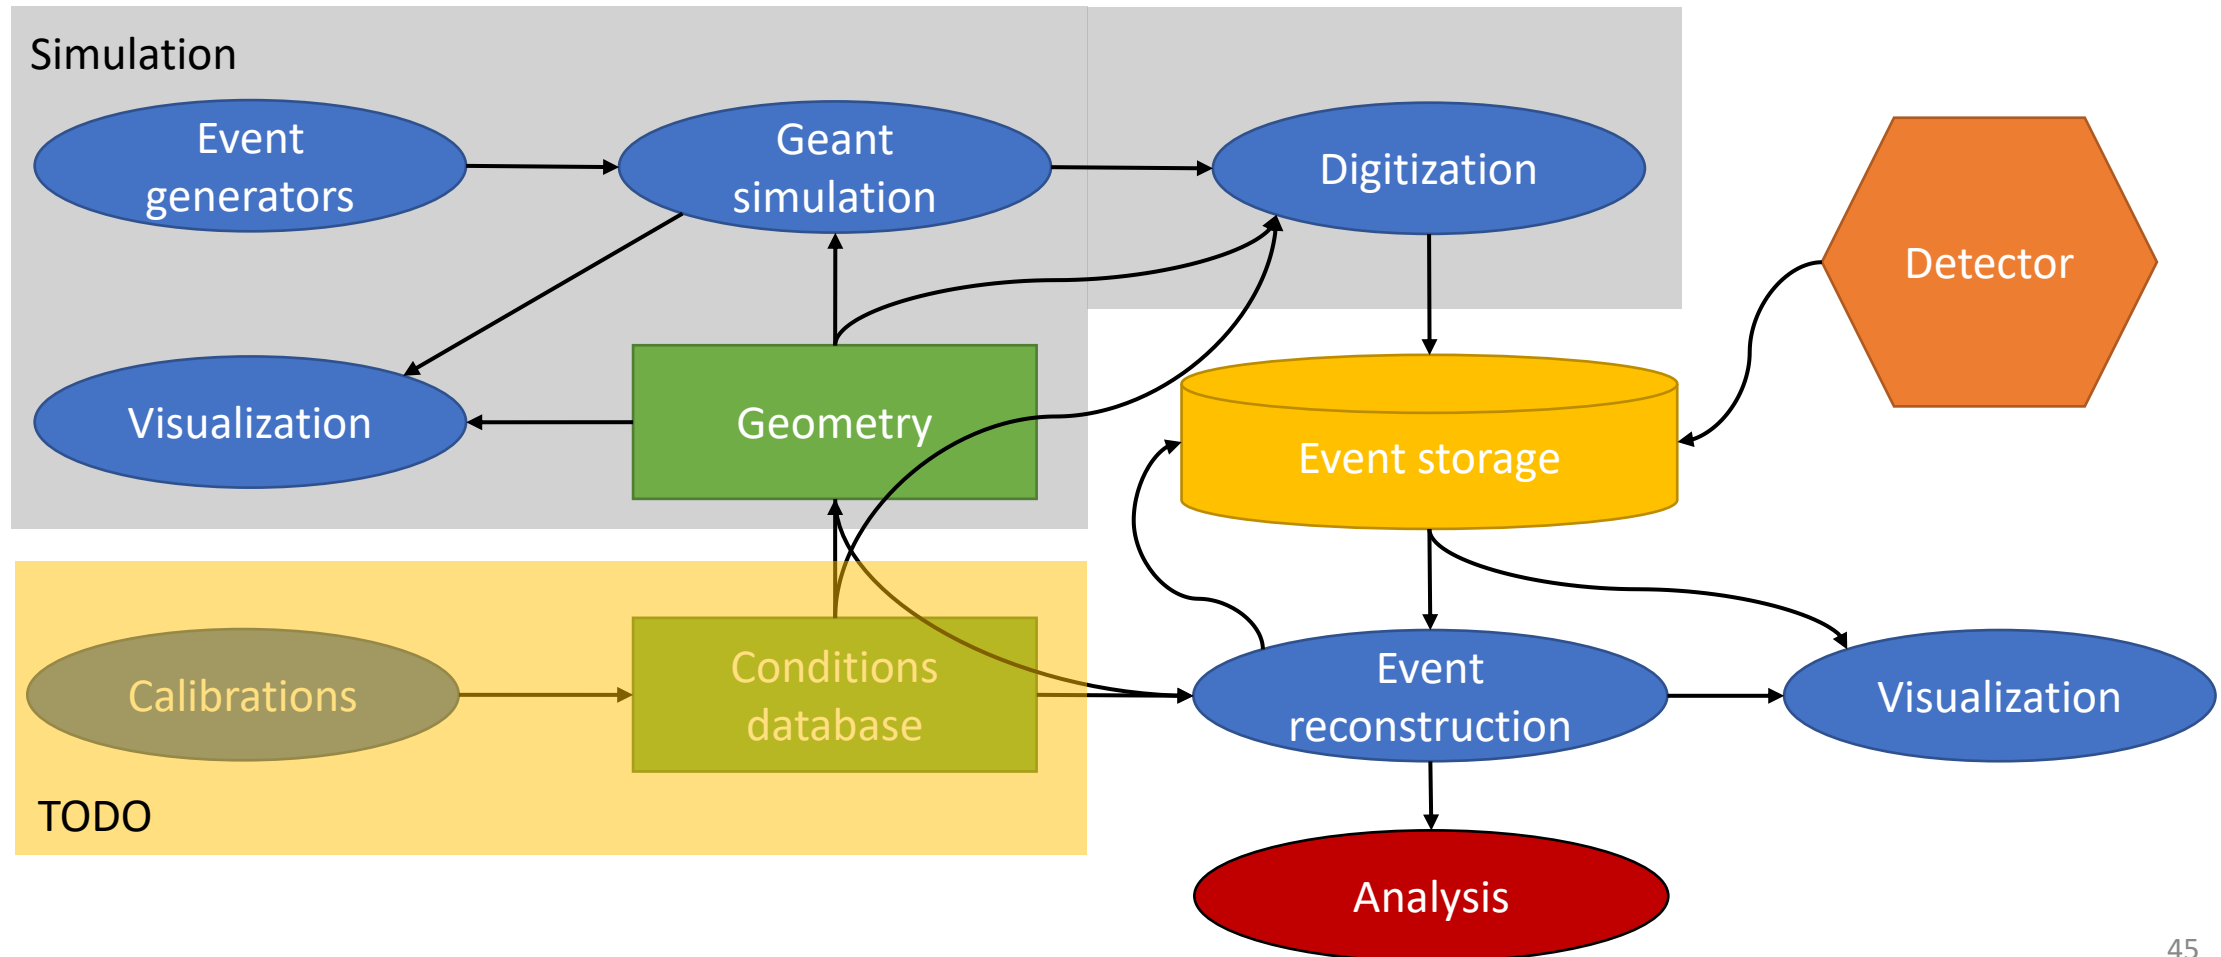 Simulation
Event
generators
Geant
simulation
Digitization
Detector
Visualization
Geometry
Event storage
Calibrations
Conditions
database
Event
reconstruction
Visualization
TODO
Analysis
45